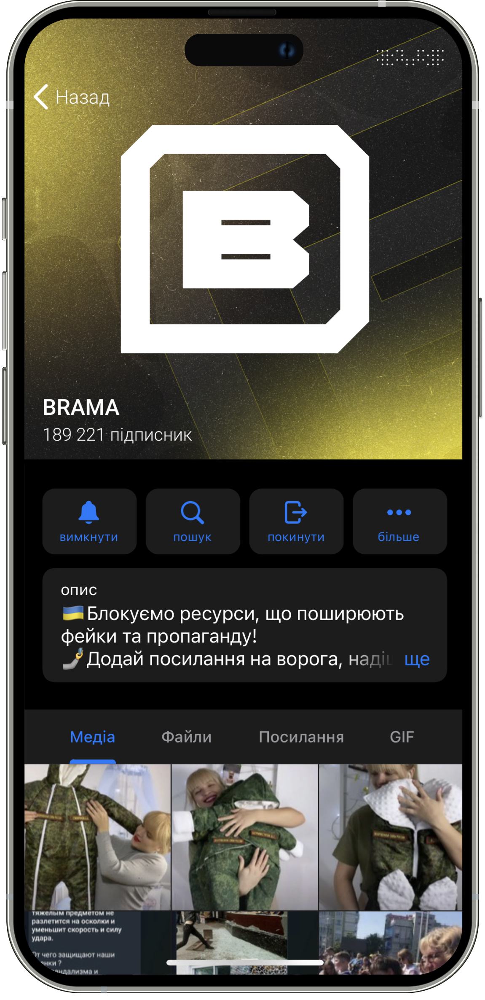 Назад
B
BRAMA
189 221 підписник
вимкнути
пошук
покинути
більше
опис
Блокуємо ресурси, що поширюють
фейки та пропаганду!
Додай посилання на ворога, надіш
ще
Медіа
Файли
Посилання
GIF
тяжелым предметом не
разлетится на осколки и
уменьшит скорость и силу
удара.
От чего защищают наши